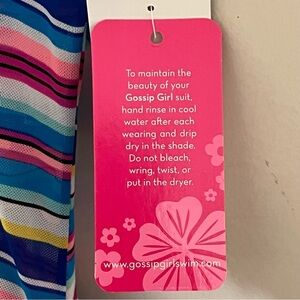 To maintain the
beauty of your
Gossip Girl suit,
hand rinse in cool
water after each
wearing and drip
dry in the shade.
Do not bleach,
wring, twist, or
put in the dryer.
www.gossipgirlswim.com